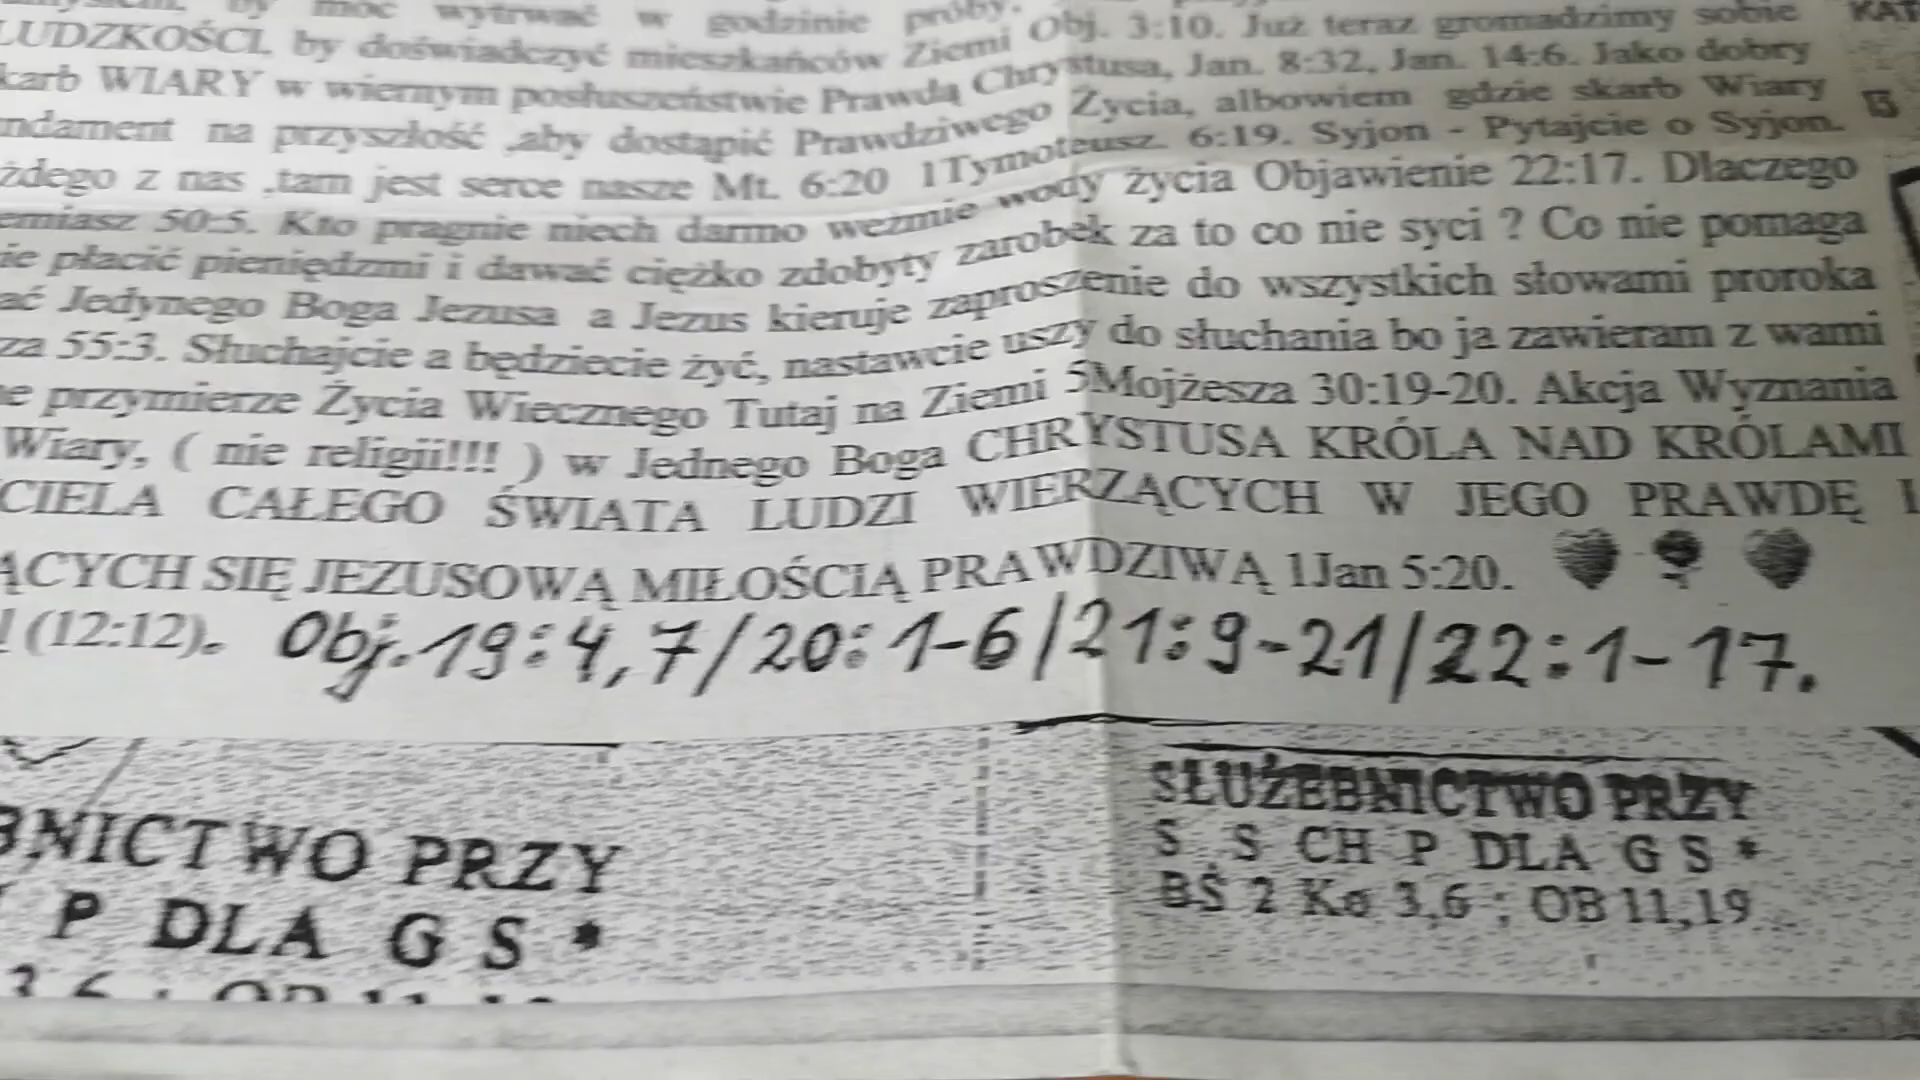 by móc wytrwać w godzinie próby.
LUDZKOŚCI, by doświadczyć mieszkańców Ziemi Obj. 3:10. Już teraz gromadzimy sobie
karb WIARY w wiernym posłuszeństwie Prawdą Chrystusa, Jan. 8:32, Jan. 14:6. Jako dobry
ndament na przyszłość ,aby dostąpić Prawdziwego Życia, albowiem gdzie skarb Wiary
żdego z nas ,tam jest serce nasze Mt. 6:20 1Tymoteusz. 6:19. Syjon - Pytajcie o Syjon.
emiasz 50:5. Kto pragnie niech darmo weźmie wody życia Objawienie 22:17. Dlaczego
ie płacić pieniędzmi i dawać ciężko zdobyty zarobek za to co nie syci ? Co nie pomaga
ać Jedynego Boga Jezusa a Jezus kieruje zaproszenie do wszystkich słowami proroka
za 55:3. Słuchajcie a będziecie żyć, nastawcie uszy do słuchania bo ja zawieram z wami
e przymierze Życia Wiecznego Tutaj na Ziemi 5Mojżesza 30:19-20. Akcja Wyznania
Wiary, ( nie religii!!! ) w Jednego Boga CHRYSTUSA KRÓLA NAD KRÓLAMI
CIELA CAŁEGO ŚWIATA LUDZI WIERZĄCYCH W JEGO PRAWDĘ I
ĄCYCH SIĘ JEZUSOWĄ MIŁOŚCIĄ PRAWDZIWĄ 1Jan 5:20.
(12:12). Obj.19:4,7/20:1-6/21:9-21/22:1-17.
BNICTWO PRZY
P DLA G S *
SŁUŻEBNICTWO PRZY
S S CH P DLA G S *
BŚ 2 Ko 3,6 ; OB 11,19